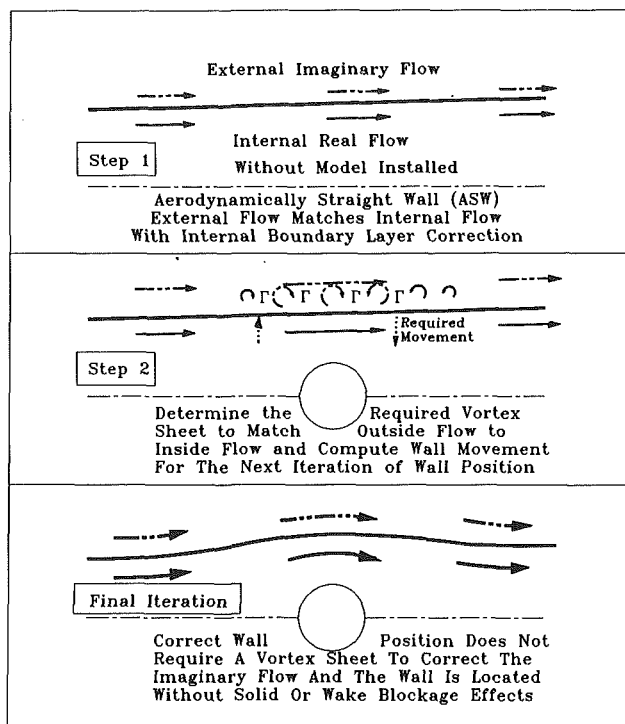 External Imaginary Flow
Internal Real Flow
Step 1
Without Model Installed
Aerodynamically Straight Wall (ASW)
External Flow Matches Internal Flow
With Internal Boundary Layer Correction
Γ Γ Γ Γ
Required
Movement
Step 2
Determine the Required Vortex
Sheet to Match Outside Flow to
Inside Flow and Compute Wall Movement
For The Next Iteration of Wall Position
Final Iteration
Correct Wall Position Does Not
Require A Vortex Sheet To Correct The
Imaginary Flow And The Wall Is Located
Without Solid Or Wake Blockage Effects